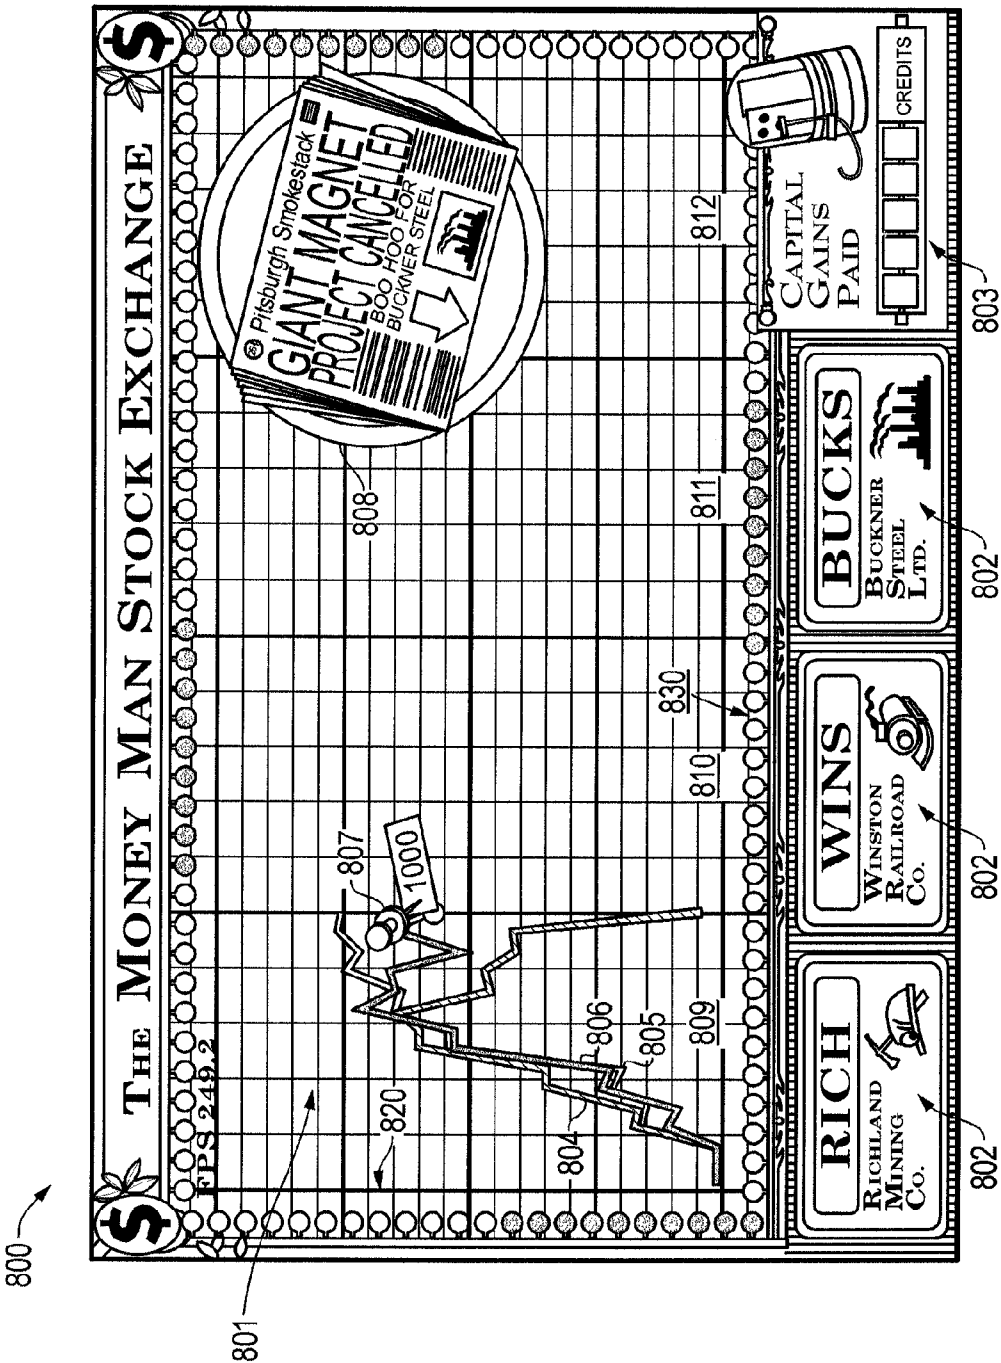 800
THE MONEY MAN STOCK EXCHANGE
$
$
FPS 249.2
801
820
804
806
805
807
1000
808
Pitsburgh Smokestack
GIANT MAGNET
PROJECT CANCELLED
BOO HOO FOR
BUCKNER STEEL
809
810
811
812
830
RICH
RICHLAND
MINING
CO.
WINS
WINSTON
RAILROAD
CO.
BUCKS
BUCKNER
STEEL
LTD.
CAPITAL
GAINS
PAID
CREDITS
802
802
802
803